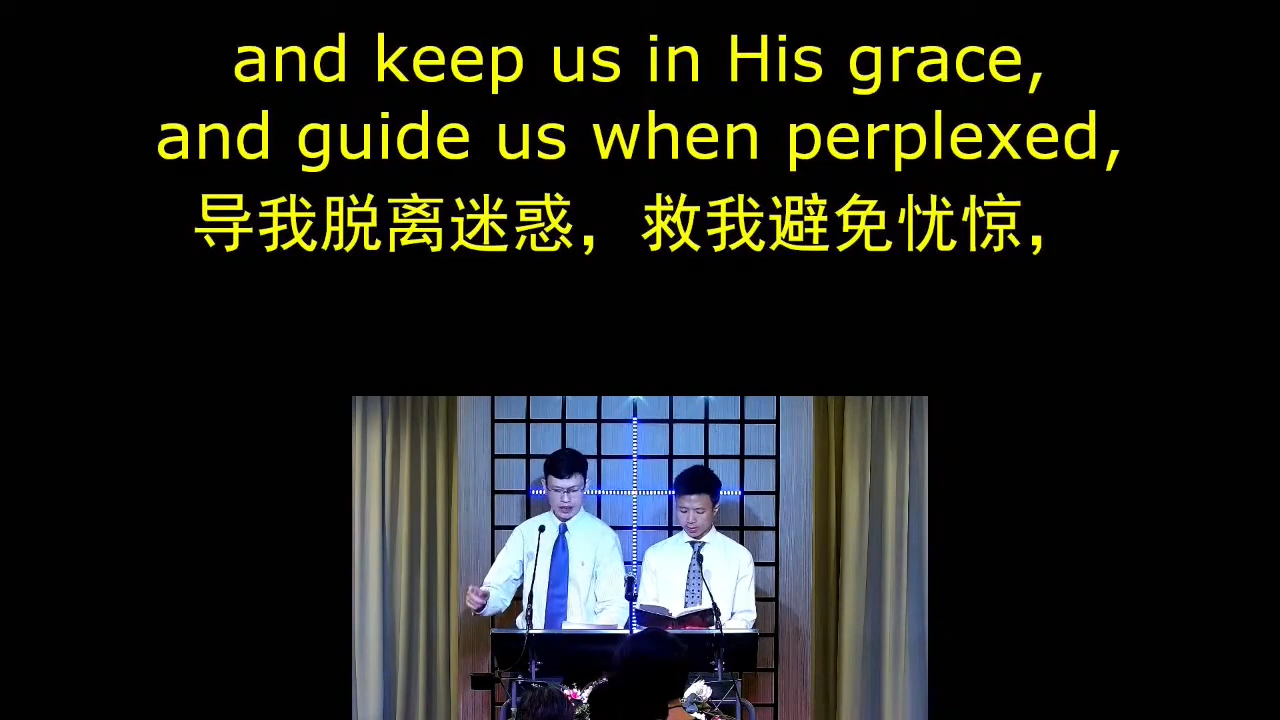 and keep us in His grace,
and guide us when perplexed,
导我脱离迷惑，救我避免忧惊，